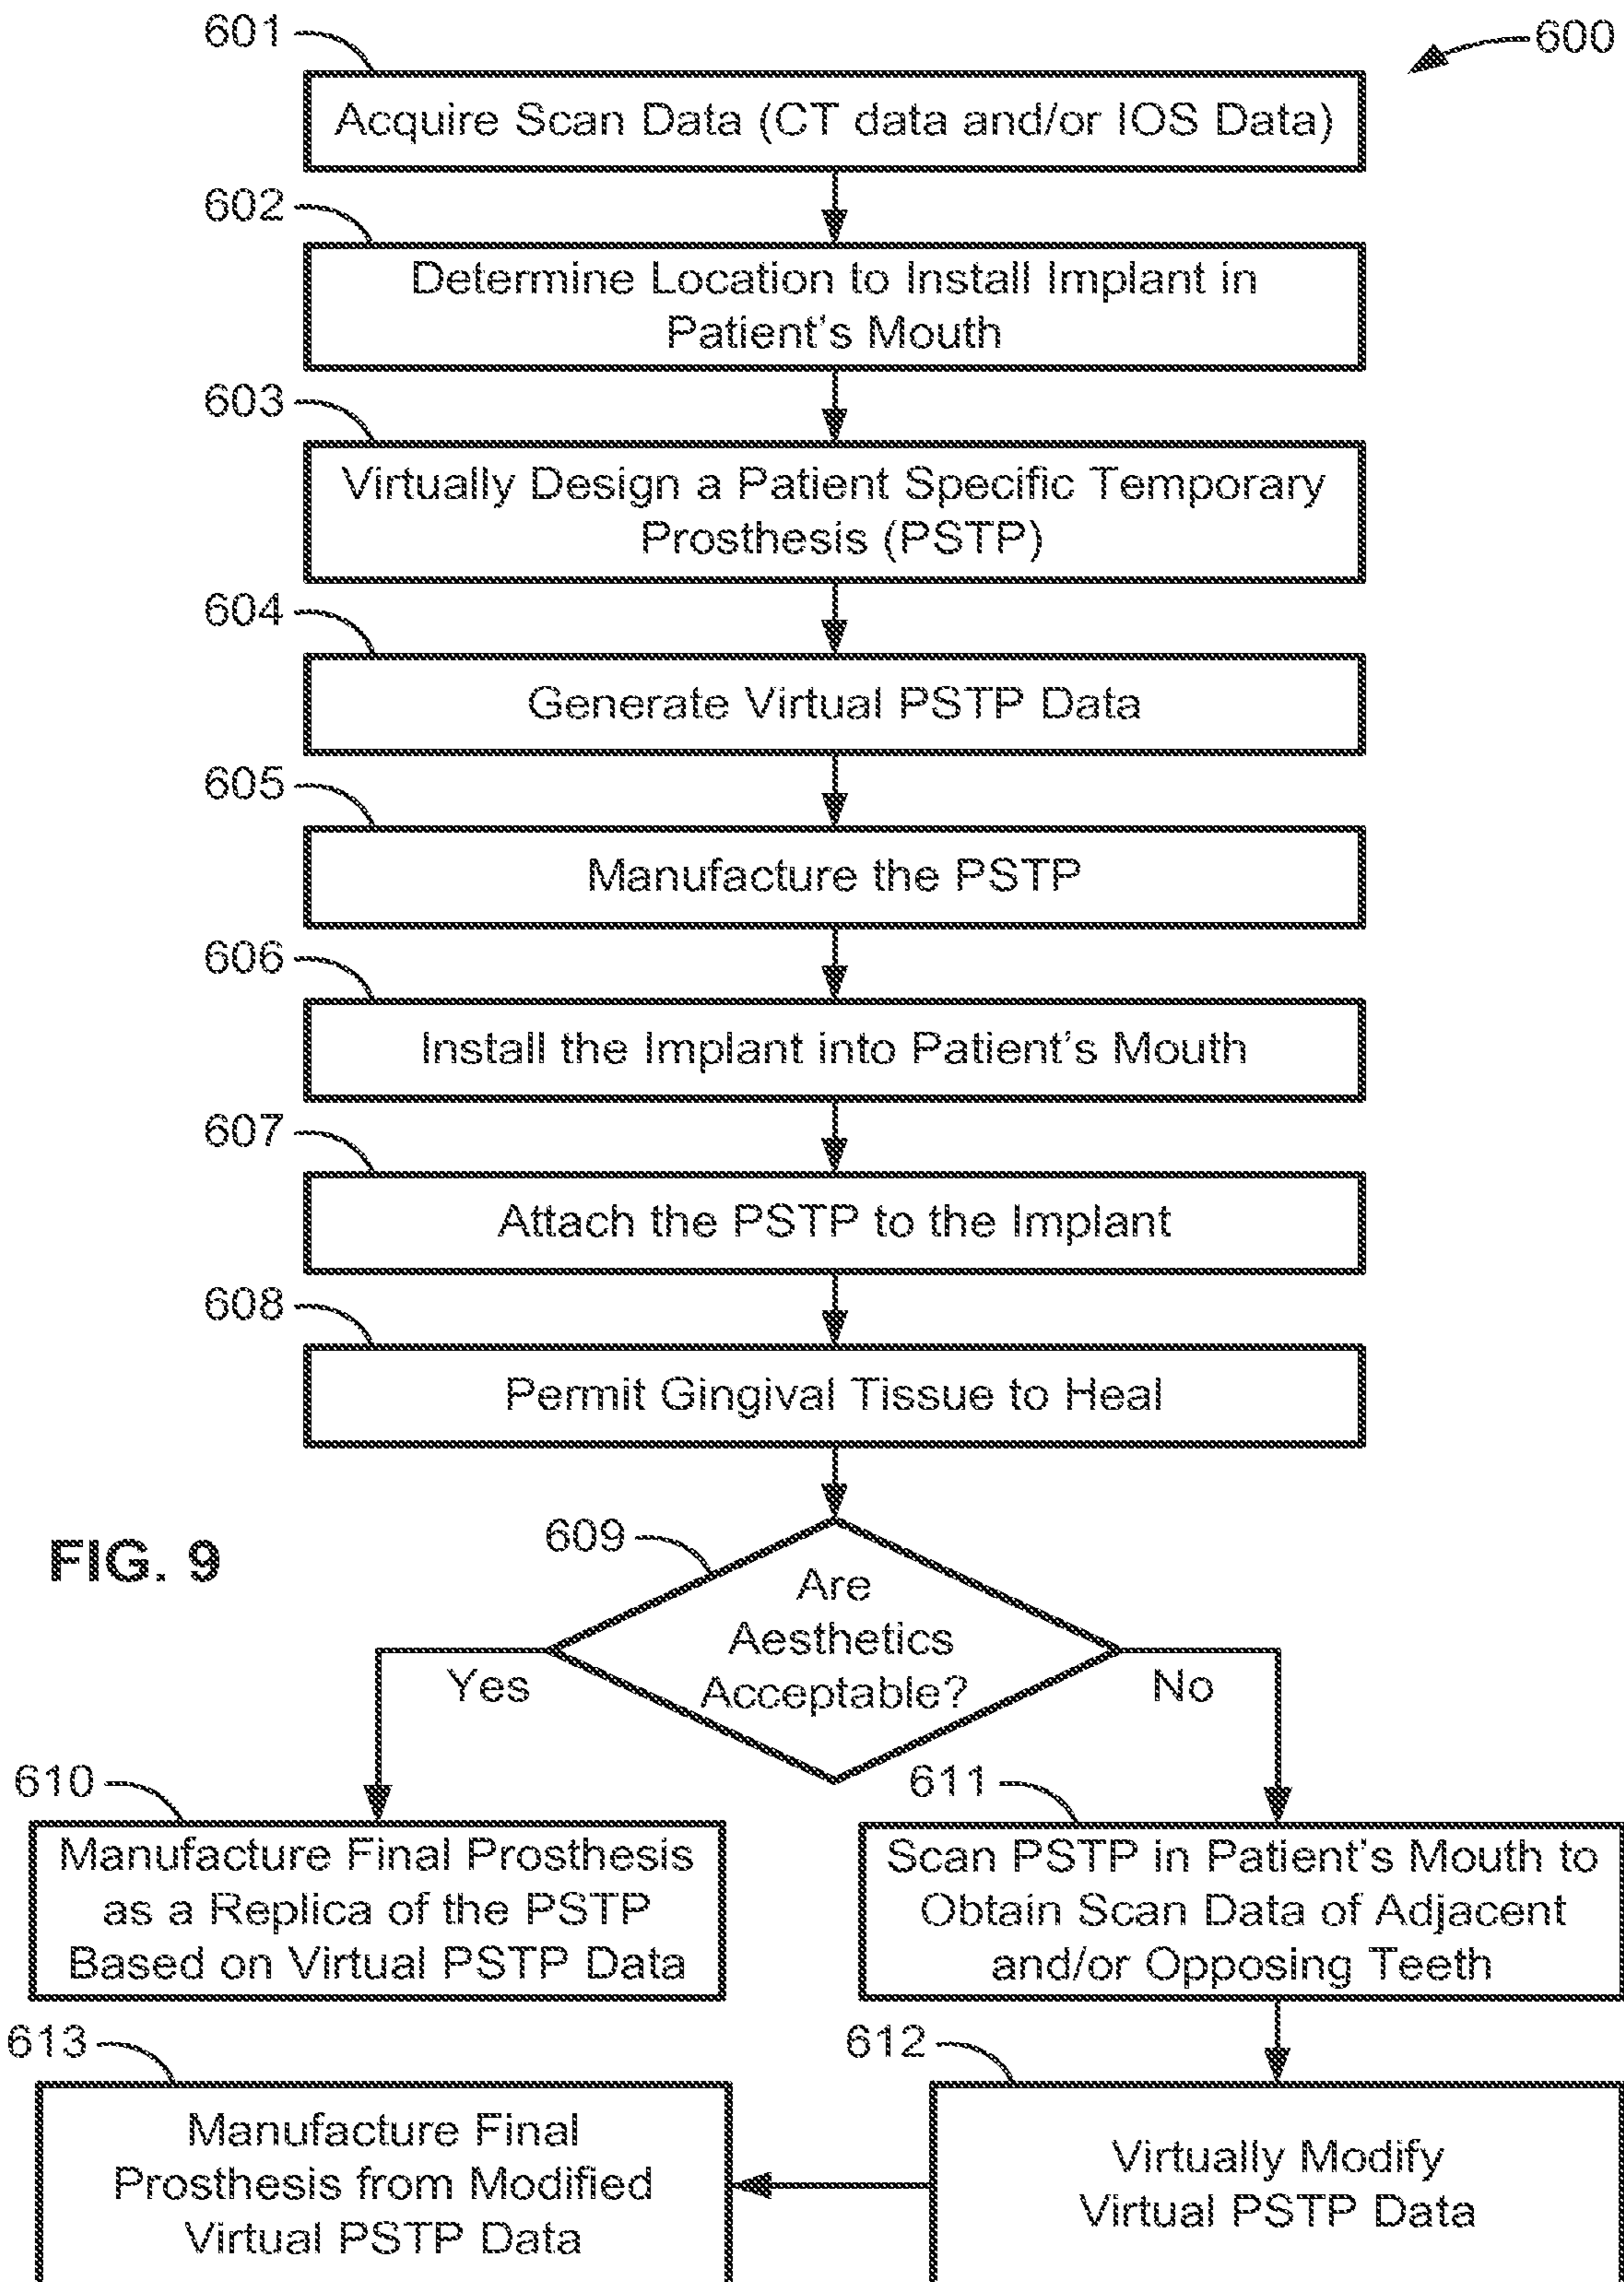 601
600
Acquire Scan Data (CT data and/or IOS Data)
602
Determine Location to Install Implant in
Patient's Mouth
603
Virtually Design a Patient Specific Temporary
Prosthesis (PSTP)
604
Generate Virtual PSTP Data
605
Manufacture the PSTP
606
Install the Implant into Patient's Mouth
607
Attach the PSTP to the Implant
608
Permit Gingival Tissue to Heal
FIG. 9
609
Are
Aesthetics
Acceptable?
Yes
No
610
Manufacture Final Prosthesis
as a Replica of the PSTP
Based on Virtual PSTP Data
611
Scan PSTP in Patient's Mouth to
Obtain Scan Data of Adjacent
and/or Opposing Teeth
613
Manufacture Final
Prosthesis from Modified
Virtual PSTP Data
612
Virtually Modify
Virtual PSTP Data